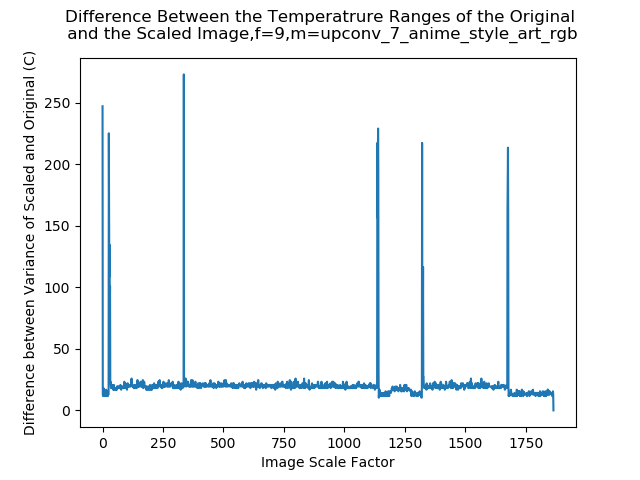 Difference Between the Temperatrure Ranges of the Original
and the Scaled Image,f=9,m=upconv_7_anime_style_art_rgb
Difference between Variance of Scaled and Original (C)
250
200
150
100
50
0
0 250 500 750 1000 1250 1500 1750
Image Scale Factor